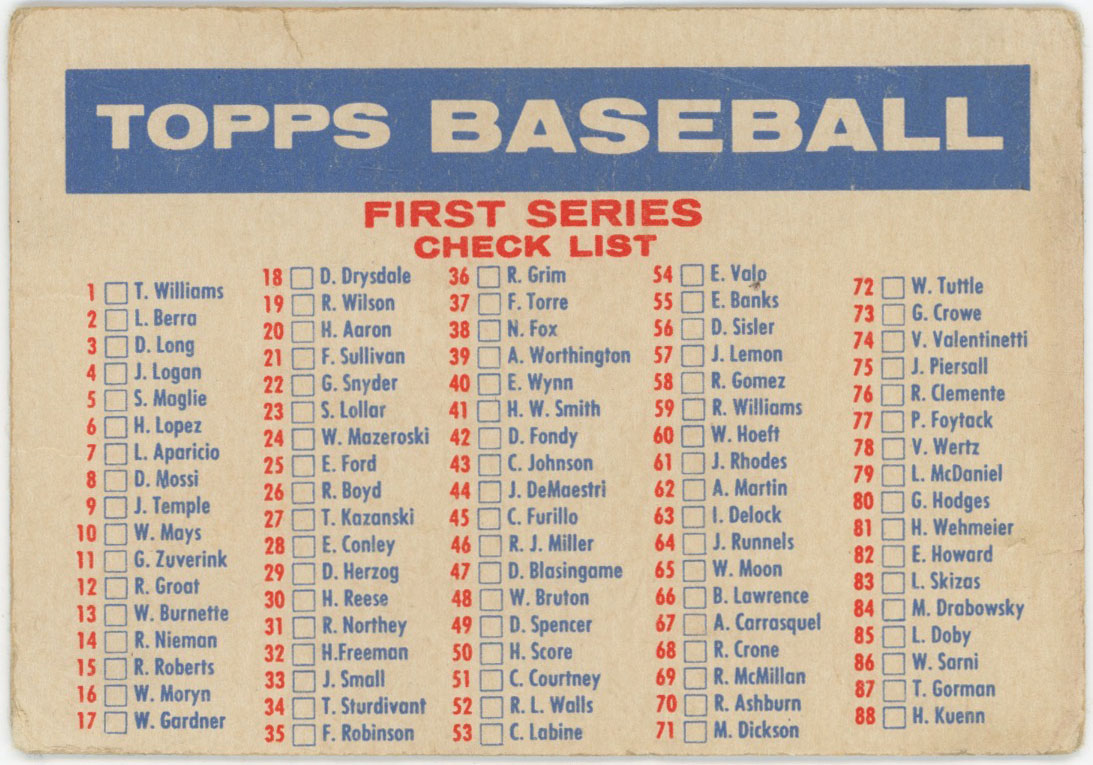 TOPPS BASEBALL
FIRST SERIES
CHECK LIST
1 T. Williams
2 L. Berra
3 D. Long
4 J. Logan
5 S. Maglie
6 H. Lopez
7 L. Aparicio
8 D. Mossi
9 J. Temple
10 W. Mays
11 G. Zuverink
12 R. Groat
13 W. Burnette
14 R. Nieman
15 R. Roberts
16 W. Moryn
17 W. Gardner
18 D. Drysdale
19 R. Wilson
20 H. Aaron
21 F. Sullivan
22 G. Snyder
23 S. Lollar
24 W. Mazeroski
25 E. Ford
26 R. Boyd
27 T. Kazanski
28 E. Conley
29 D. Herzog
30 H. Reese
31 R. Northey
32 H.Freeman
33 J. Small
34 T. Sturdivant
35 F. Robinson
36 R. Grim
37 F. Torre
38 N. Fox
39 A. Worthington
40 E. Wynn
41 H. W. Smith
42 D. Fondy
43 C. Johnson
44 J. DeMaestri
45 C. Furillo
46 R. J. Miller
47 D. Blasingame
48 W. Bruton
49 D. Spencer
50 H. Score
51 C. Courtney
52 R. L. Walls
53 C. Labine
54 E. Valo
55 E. Banks
56 D. Sisler
57 J. Lemon
58 R. Gomez
59 R. Williams
60 W. Hoeft
61 J. Rhodes
62 A. Martin
63 I. Delock
64 J. Runnels
65 W. Moon
66 B. Lawrence
67 A. Carrasquel
68 R. Crone
69 R. McMillan
70 R. Ashburn
71 M. Dickson
72 W. Tuttle
73 G. Crowe
74 V. Valentinetti
75 J. Piersall
76 R. Clemente
77 P. Foytack
78 V. Wertz
79 L. McDaniel
80 G. Hodges
81 H. Wehmeier
82 E. Howard
83 L. Skizas
84 M. Drabowsky
85 L. Doby
86 W. Sarni
87 T. Gorman
88 H. Kuenn